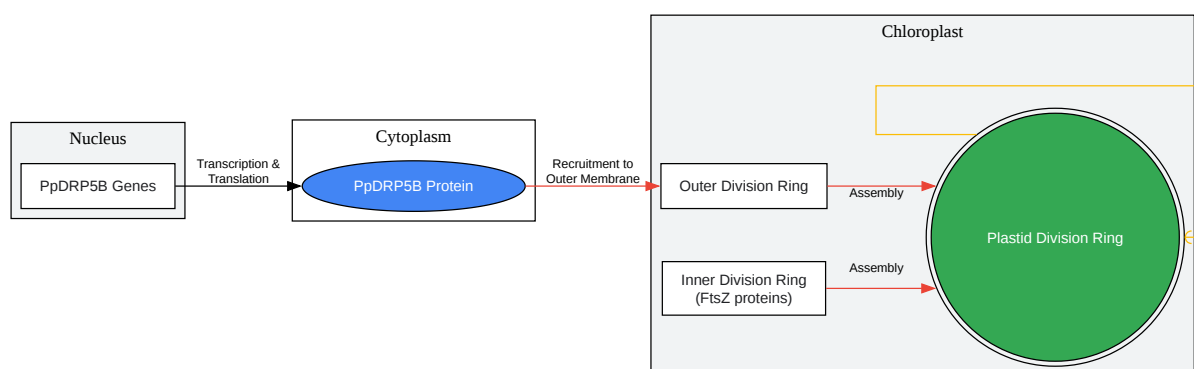 Chloroplast
Nucleus
Cytoplasm
PpDRP5B Genes
Transcription &
Translation
PpDRP5B Protein
Recruitment to
Outer Membrane
Outer Division Ring
Assembly
Plastid Division Ring
Inner Division Ring
(FtsZ proteins)
Assembly